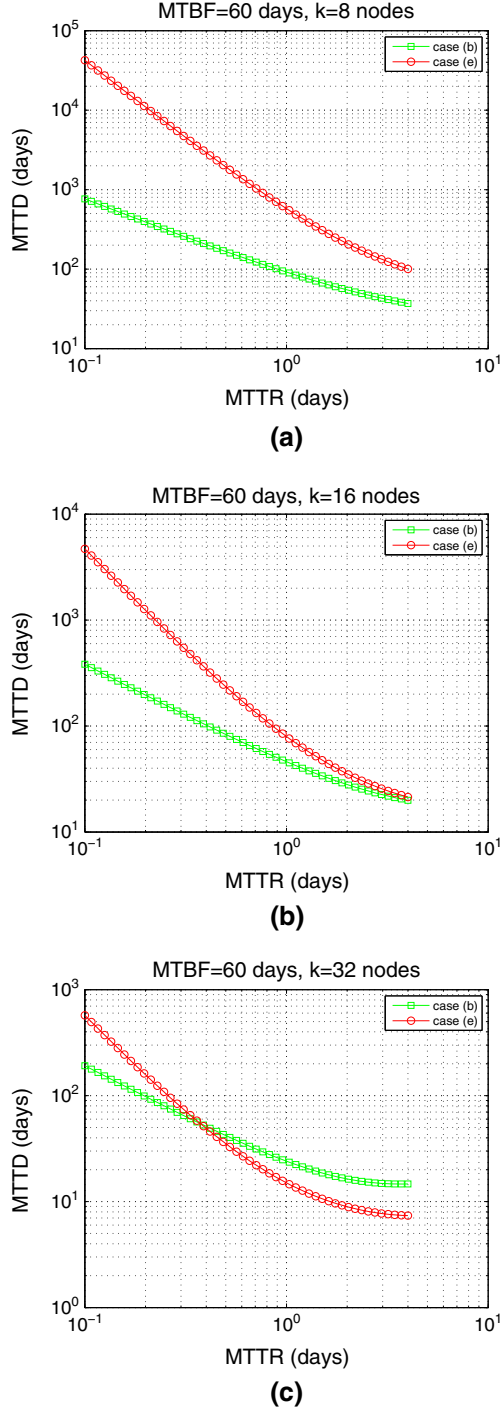 MTBF=60 days, k=8 nodes
10^5
case (b)
case (e)
10^4
MTTD (days)
10^3
10^2
10^1
10^-1
10^0
10^1
MTTR (days)
(a)
MTBF=60 days, k=16 nodes
10^4
case (b)
case (e)
10^3
MTTD (days)
10^2
10^1
10^-1
10^0
10^1
MTTR (days)
(b)
MTBF=60 days, k=32 nodes
10^3
case (b)
case (e)
10^2
MTTD (days)
10^1
10^0
10^-1
10^0
10^1
MTTR (days)
(c)